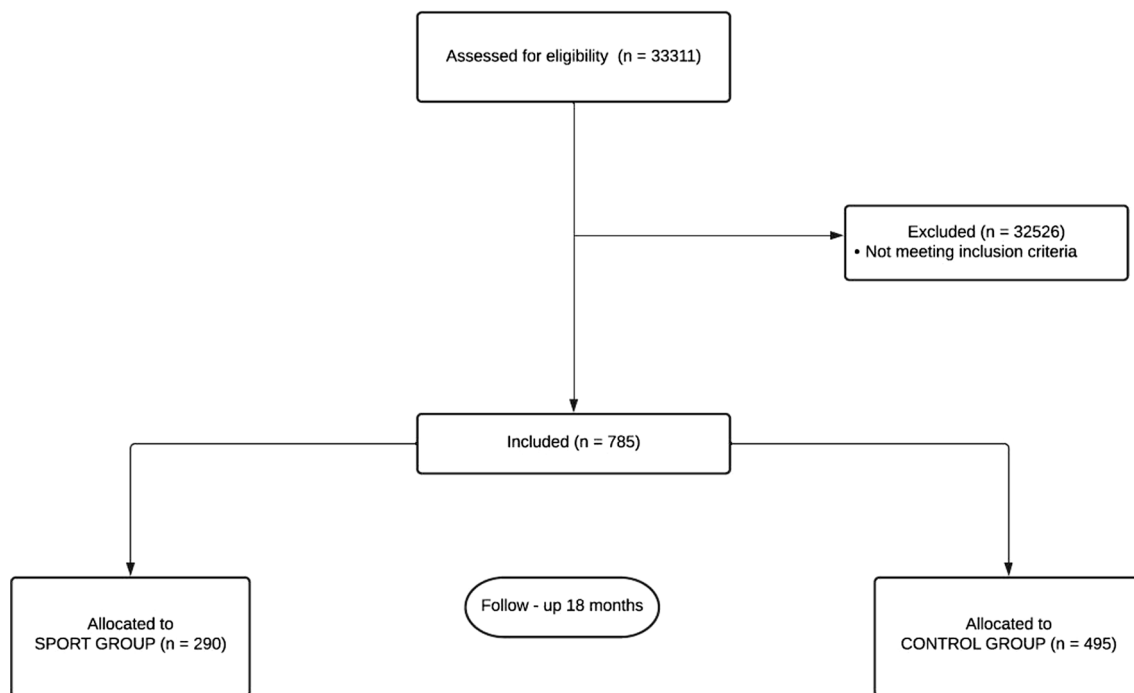 Assessed for eligibility  (n = 33311)
Excluded (n = 32526)
• Not meeting inclusion criteria
Included (n = 785)
Follow - up 18 months
Allocated to
SPORT GROUP (n = 290)
Allocated to
CONTROL GROUP (n = 495)